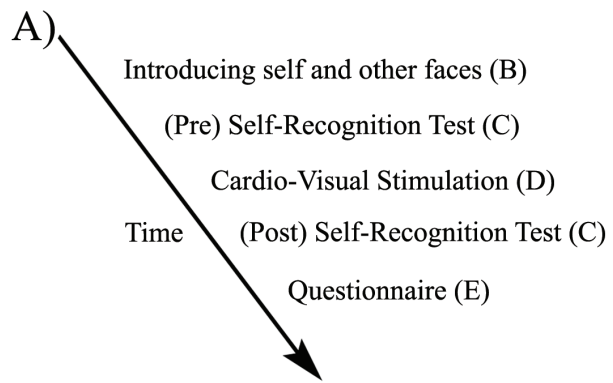 A)
Introducing self and other faces (B)
(Pre) Self-Recognition Test (C)
Cardio-Visual Stimulation (D)
Time
(Post) Self-Recognition Test (C)
Questionnaire (E)